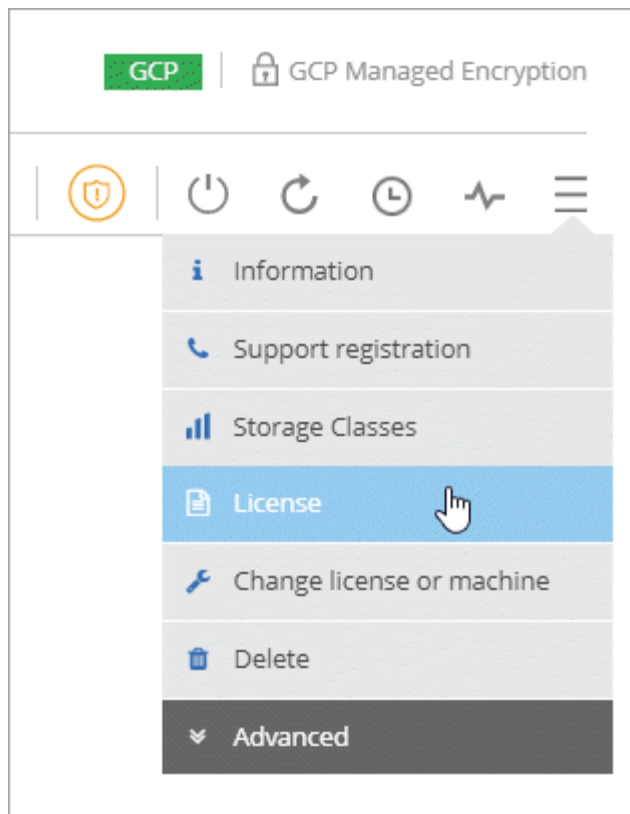 GCP
GCP Managed Encryption
Information
Support registration
Storage Classes
License
Change license or machine
Delete
Advanced